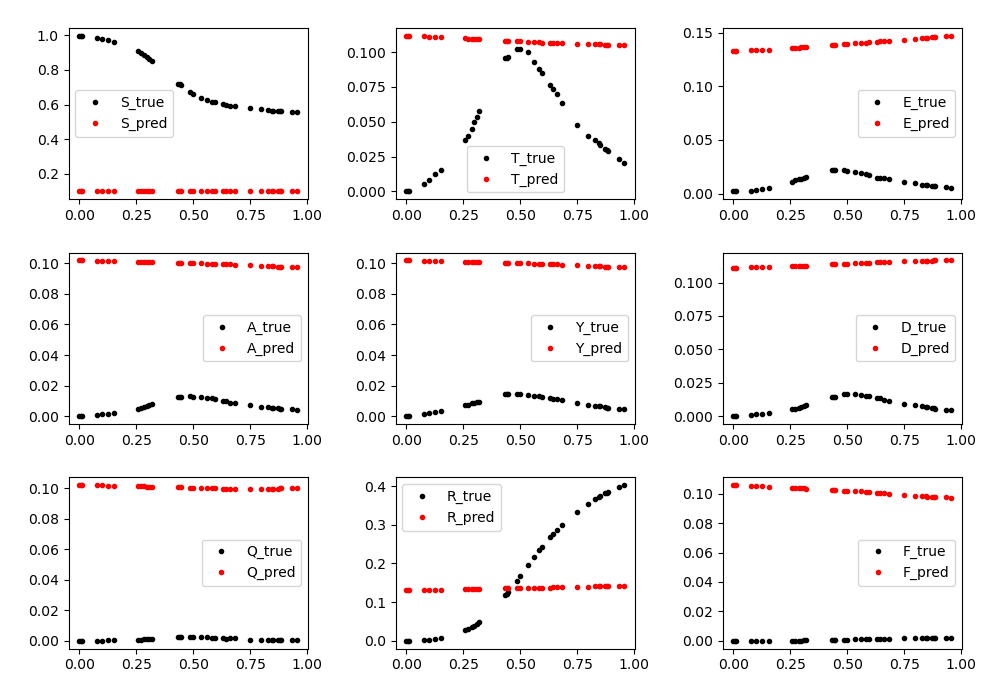 1.0
0.8
0.6
0.4
0.2
S_true
S_pred
0.00 0.25 0.50 0.75 1.00
0.100
0.075
0.050
0.025
0.000
T_true
T_pred
0.00 0.25 0.50 0.75 1.00
0.15
0.10
0.05
0.00
E_true
E_pred
0.00 0.25 0.50 0.75 1.00
0.10
0.08
0.06
0.04
0.02
0.00
A_true
A_pred
0.00 0.25 0.50 0.75 1.00
0.10
0.08
0.06
0.04
0.02
0.00
Y_true
Y_pred
0.00 0.25 0.50 0.75 1.00
0.100
0.075
0.050
0.025
0.000
D_true
D_pred
0.00 0.25 0.50 0.75 1.00
0.10
0.08
0.06
0.04
0.02
0.00
Q_true
Q_pred
0.00 0.25 0.50 0.75 1.00
0.4
0.3
0.2
0.1
0.0
R_true
R_pred
0.00 0.25 0.50 0.75 1.00
0.10
0.08
0.06
0.04
0.02
0.00
F_true
F_pred
0.00 0.25 0.50 0.75 1.00